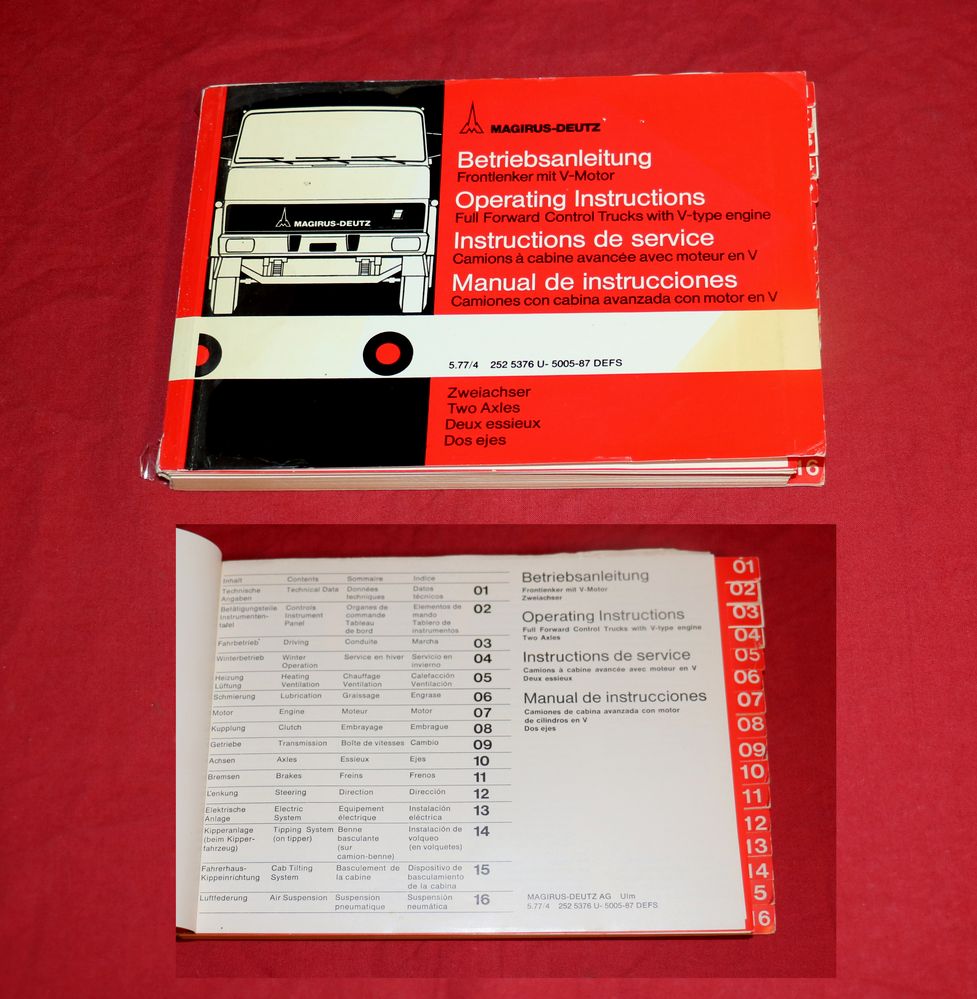 MAGIRUS-DEUTZ
Betriebsanleitung
Frontlenker mit V-Motor
Operating Instructions
Full Forward Control Trucks with V-type engine
Instructions de service
Camions à cabine avancée avec moteur en V
Manual de instrucciones
Camiones con cabina avanzada con motor en V
MAGIRUS-DEUTZ
5.77/4 252 5376 U- 5005-87 DEFS
Zweiachser
Two Axles
Deux essieux
Dos ejes
16
Inhalt Contents Sommaire Indice
Technische Technical Data Données Datos 01
Angaben techniques técnicos
Betätigungsteile Controls Organes de Elementos de 02
Instrumenten- Instrument commande mando
tafel Panel Tableau Tablero de
de bord instrumentos
Fahrbetrieb Driving Conduite Marcha 03
Winterbetrieb Winter Service en hiver Servicio en 04
Operation invierno
Heizung Heating Chauffage Calefacción 05
Lüftung Ventilation Ventilation Ventilación
Schmierung Lubrication Graissage Engrase 06
Motor Engine Moteur Motor 07
Kupplung Clutch Embrayage Embrague 08
Getriebe Transmission Boîte de vitesses Cambio 09
Achsen Axles Essieux Ejes 10
Bremsen Brakes Freins Frenos 11
Lenkung Steering Direction Dirección 12
Elektrische Electric Equipement Instalación 13
Anlage System électrique eléctrica
Kipperanlage Tipping System Benne Instalación de 14
(beim Kipper- (on tipper) basculante volqueo
fahrzeug) (sur (en volquetes)
camion-benne)
Fahrerhaus- Cab Tilting Basculement de Dispositivo de 15
Kippeinrichtung System la cabine basculamiento
de la cabina
Luftfederung Air Suspension Suspension Suspensión 16
pneumatique neumática
Betriebsanleitung
Frontlenker mit V-Motor
Zweiachser
Operating Instructions
Full Forward Control Trucks with V-type engine
Two Axles
Instructions de service
Camions à cabine avancée avec moteur en V
Deux essieux
Manual de instrucciones
Camiones de cabina avanzada con motor
de cilindros en V
Dos ejes
MAGIRUS-DEUTZ AG Ulm
5.77/4 252 5376 U- 5005-87 DEFS
01
02
03
04
05
06
07
08
09
10
11
12
13
14
5
16